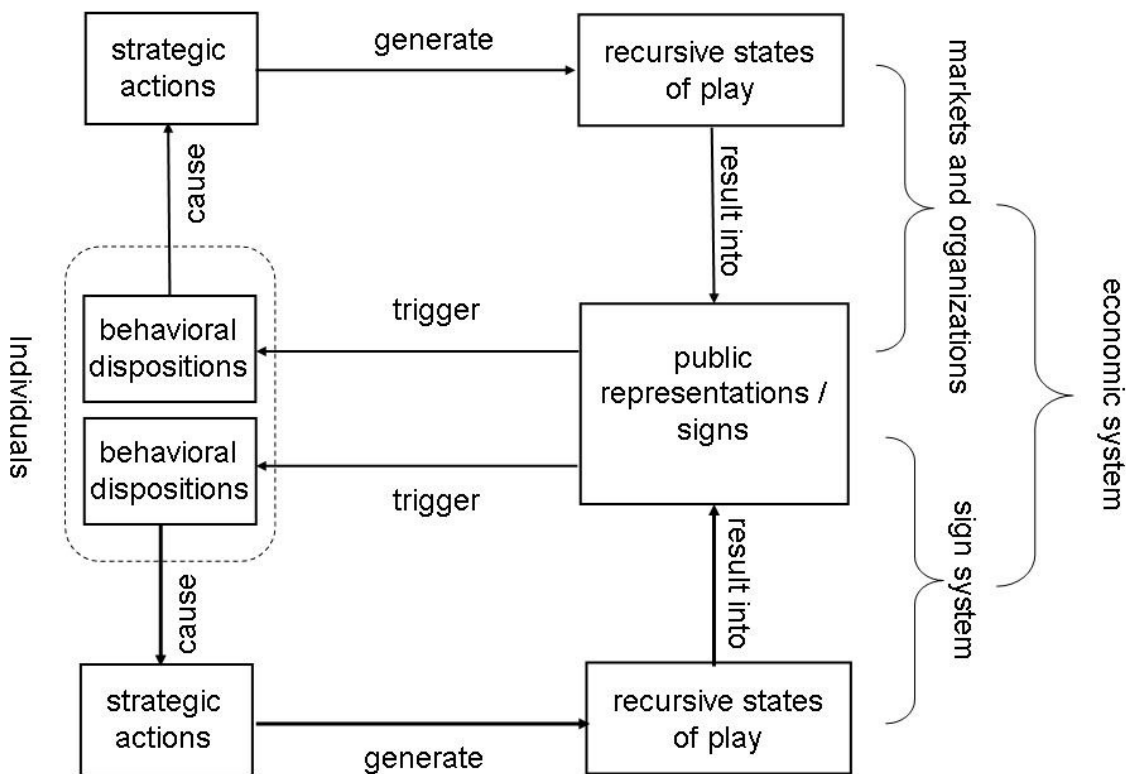 strategic
actions
generate
recursive states
of play
cause
result into
markets and organizations
Individuals
behavioral
dispositions
trigger
public
representations /
signs
economic system
behavioral
dispositions
trigger
cause
result into
sign system
strategic
actions
generate
recursive states
of play